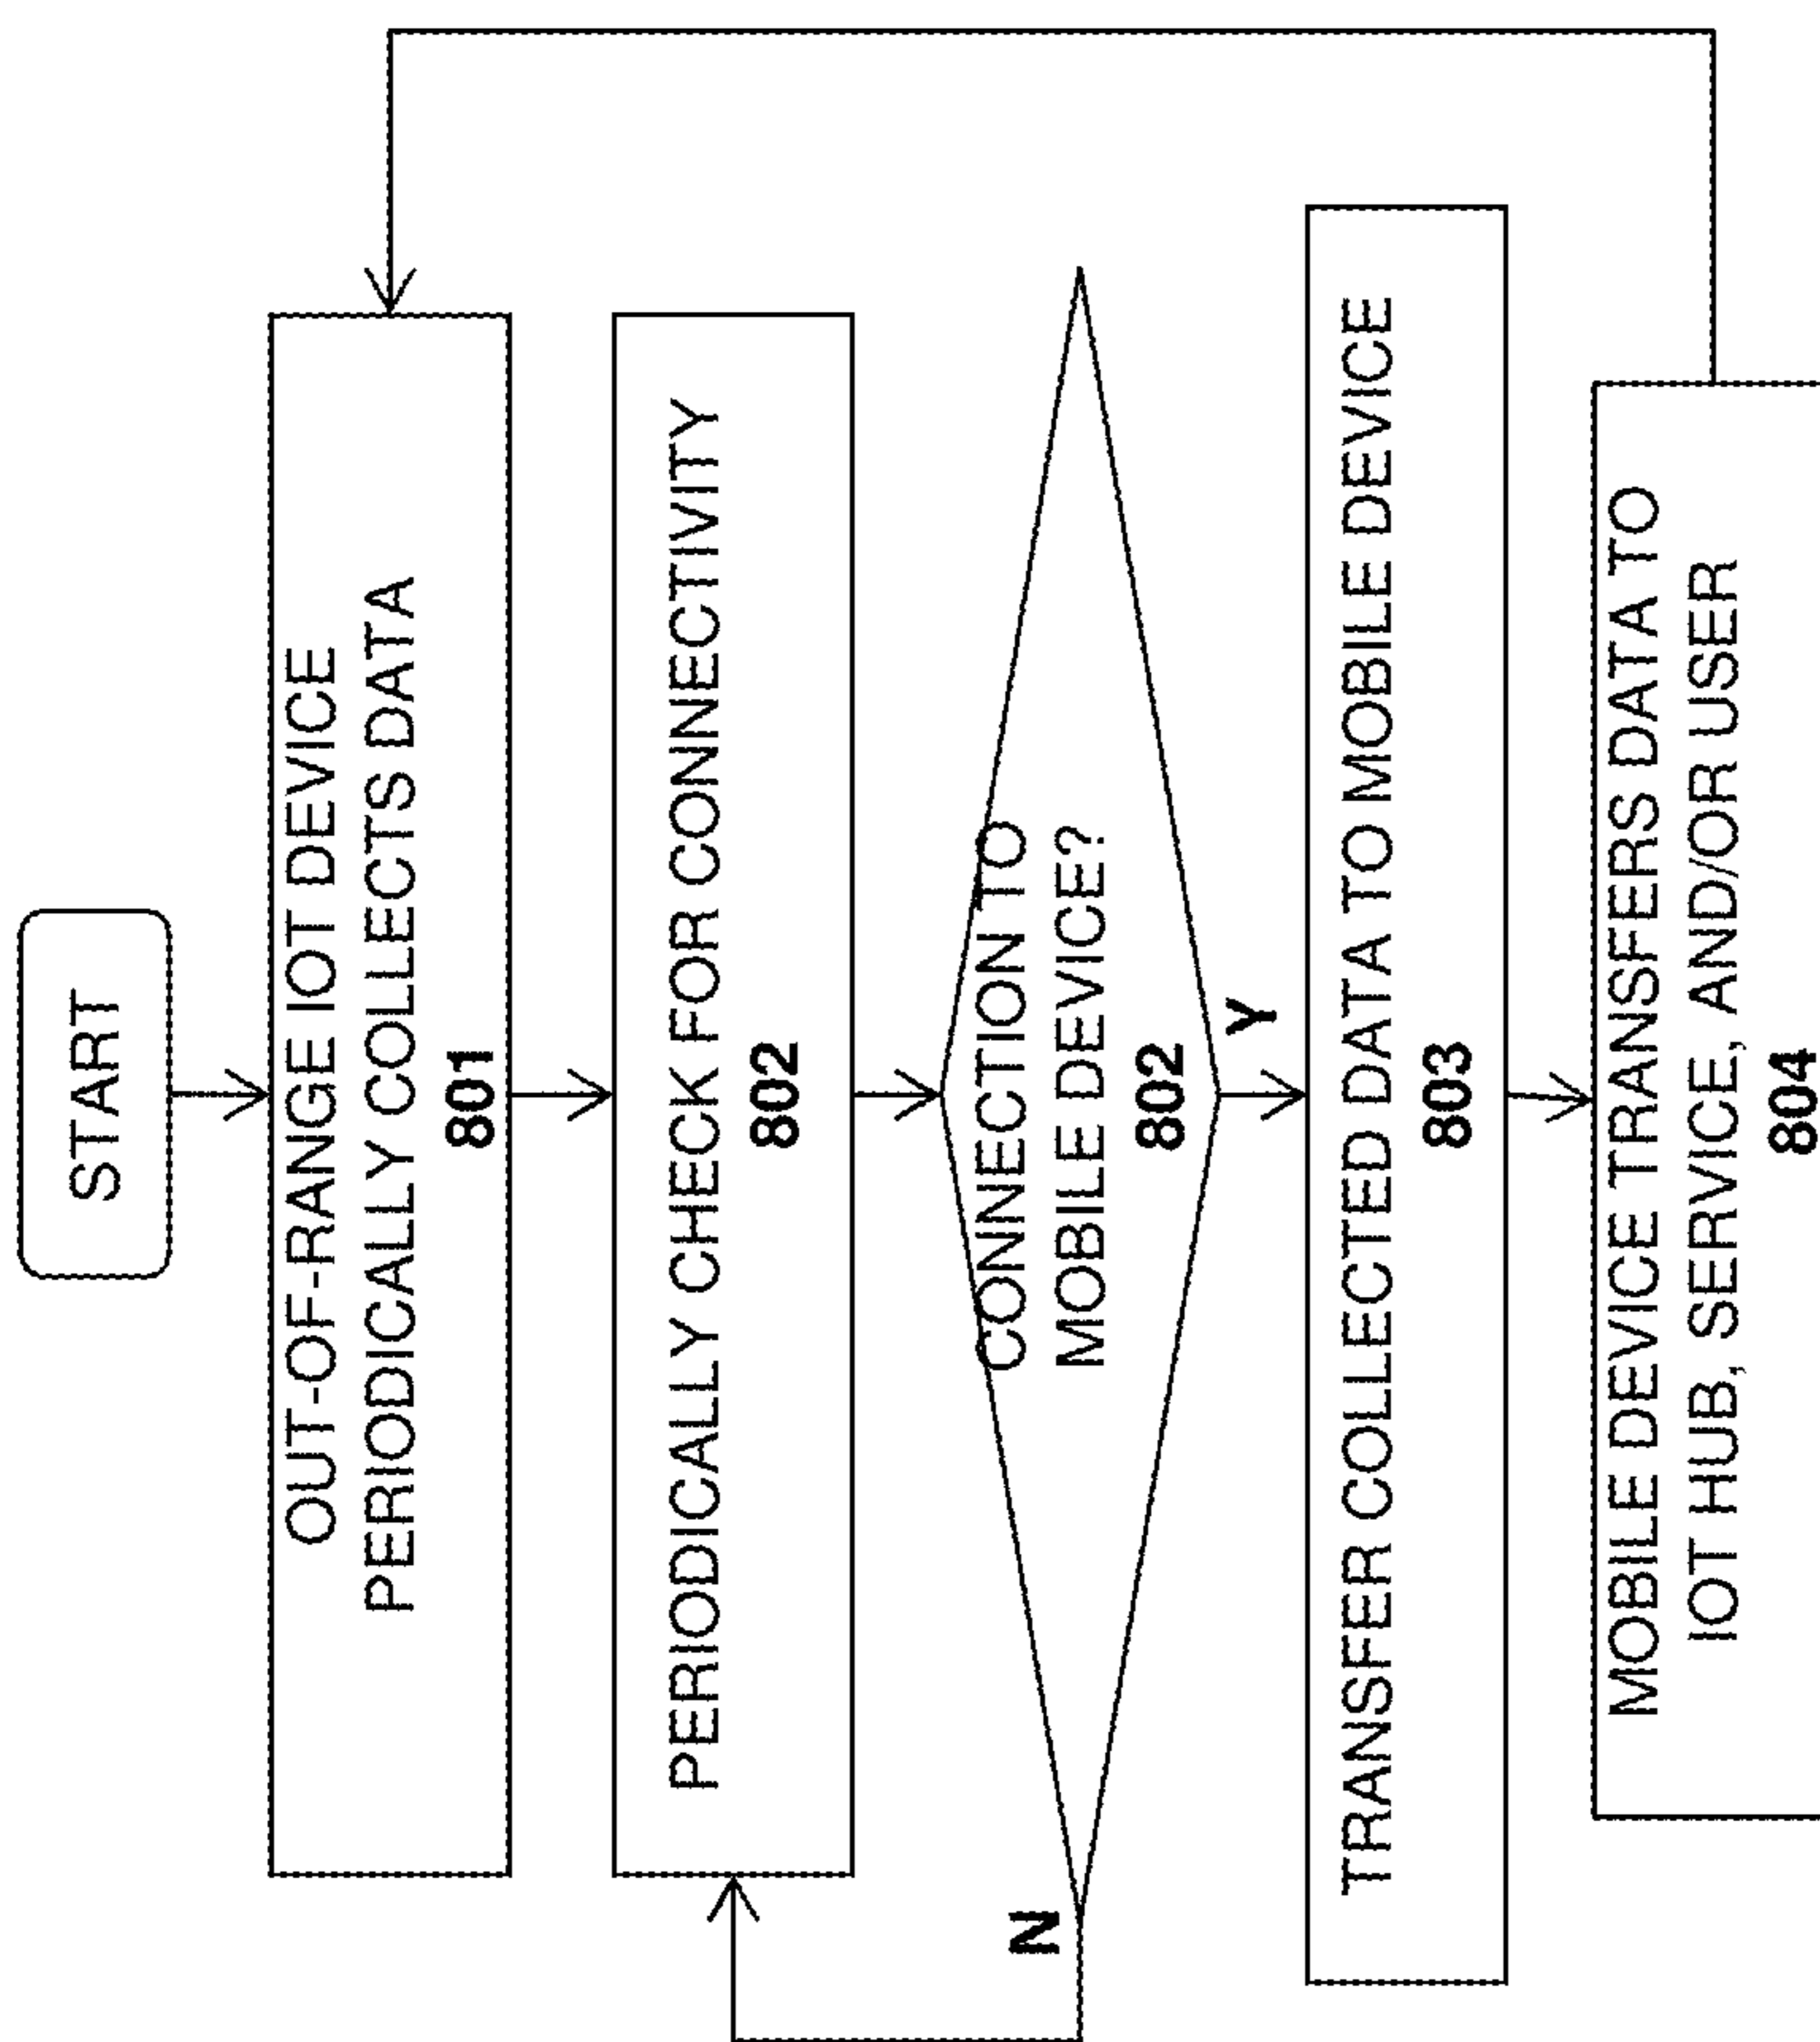 START
OUT-OF-RANGE IOT DEVICE
PERIODICALLY COLLECTS DATA
801
PERIODICALLY CHECK FOR CONNECTIVITY
802
CONNECTION TO
MOBILE DEVICE?
802
N
Y
TRANSFER COLLECTED DATA TO MOBILE DEVICE
803
MOBILE DEVICE TRANSFERS DATA TO
IOT HUB, SERVICE, AND/OR USER
804